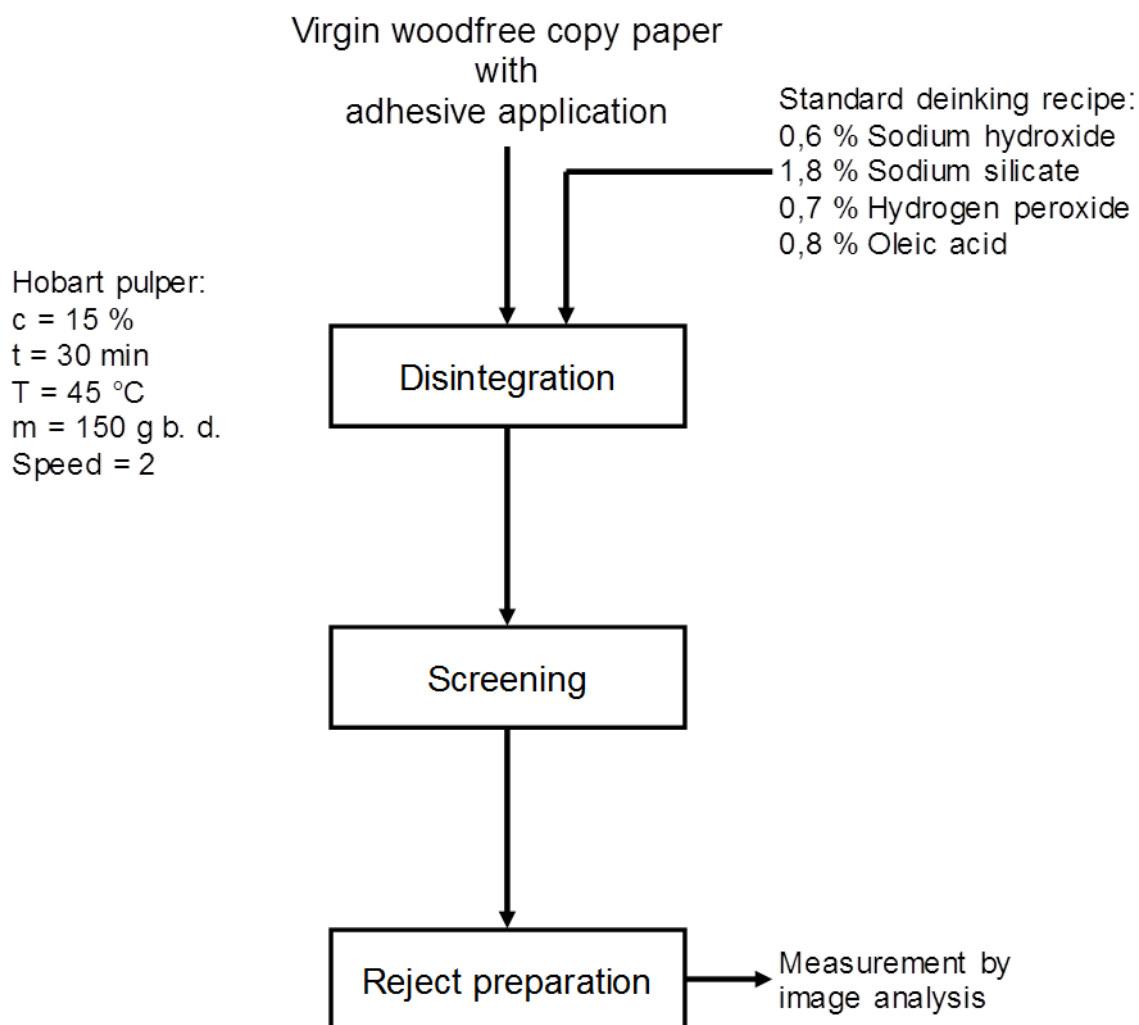 Virgin woodfree copy paper
with
adhesive application
Standard deinking recipe:
0,6 % Sodium hydroxide
1,8 % Sodium silicate
0,7 % Hydrogen peroxide
0,8 % Oleic acid
Hobart pulper:
c = 15 %
t = 30 min
T = 45 °C
m = 150 g b. d.
Speed = 2
Disintegration
Screening
Reject preparation
Measurement by
image analysis